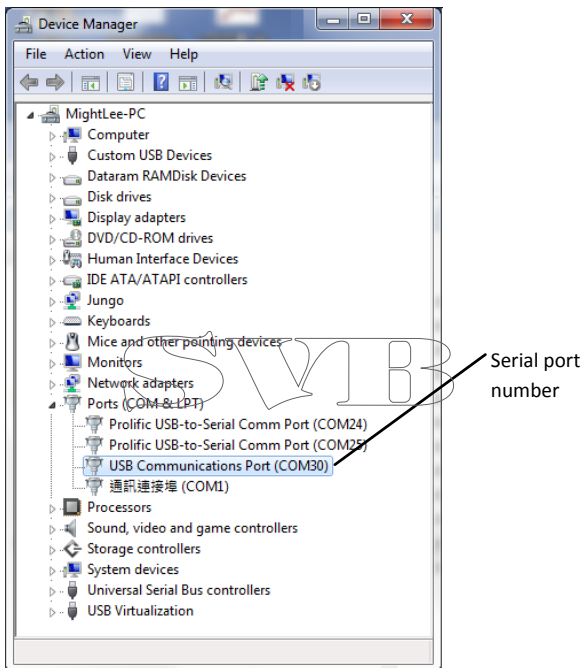 Device Manager
File Action View Help
MightLee-PC
Computer
Custom USB Devices
Dataram RAMDisk Devices
Disk drives
Display adapters
DVD/CD-ROM drives
Human Interface Devices
IDE ATA/ATAPI controllers
Jungo
Keyboards
Mice and other pointing devices
Monitors
Network adapters
Ports (COM & LPT)
Prolific USB-to-Serial Comm Port (COM24)
Prolific USB-to-Serial Comm Port (COM25)
USB Communications Port (COM30)
通訊連接埠 (COM1)
Processors
Sound, video and game controllers
Storage controllers
System devices
Universal Serial Bus controllers
USB Virtualization
SVB
Serial port
number